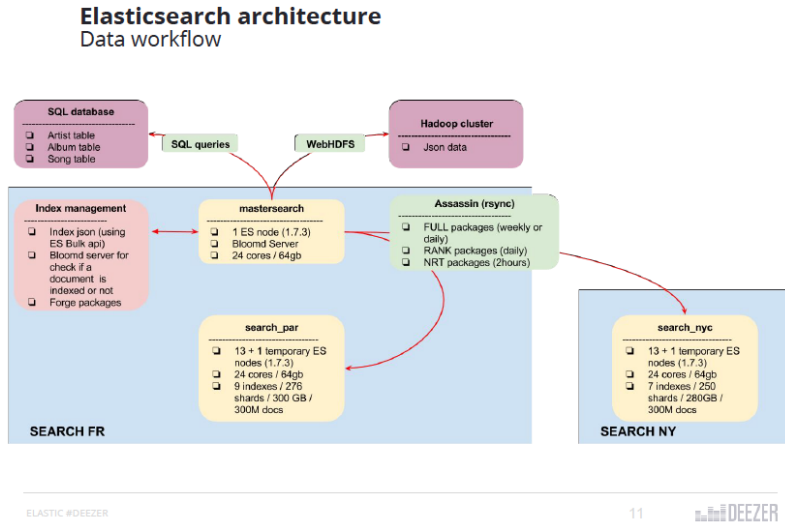 Elasticsearch architecture
Data workflow
SQL database
Artist table
Album table
Song table
SQL queries
WebHDFS
Hadoop cluster
Json data
Index management
Index json (using
ES Bulk api)
Bloomd server for
check if a
document is
indexed or not
Forge packages
mastersearch
1 ES node (1.7.3)
Bloomd Server
24 cores / 64gb
Assassin (rsync)
FULL packages (weekly or
daily)
RANK packages (daily)
NRT packages (2hours)
search_par
13 + 1 temporary ES
nodes (1.7.3)
24 cores / 64gb
9 indexes / 276
shards / 300 GB /
300M docs
search_nyc
13 + 1 temporary ES
nodes (1.7.3)
24 cores / 64gb
7 indexes / 250
shards / 280GB /
300M docs
SEARCH FR
SEARCH NY
ELASTIC #DEEZER
11
DEEZER